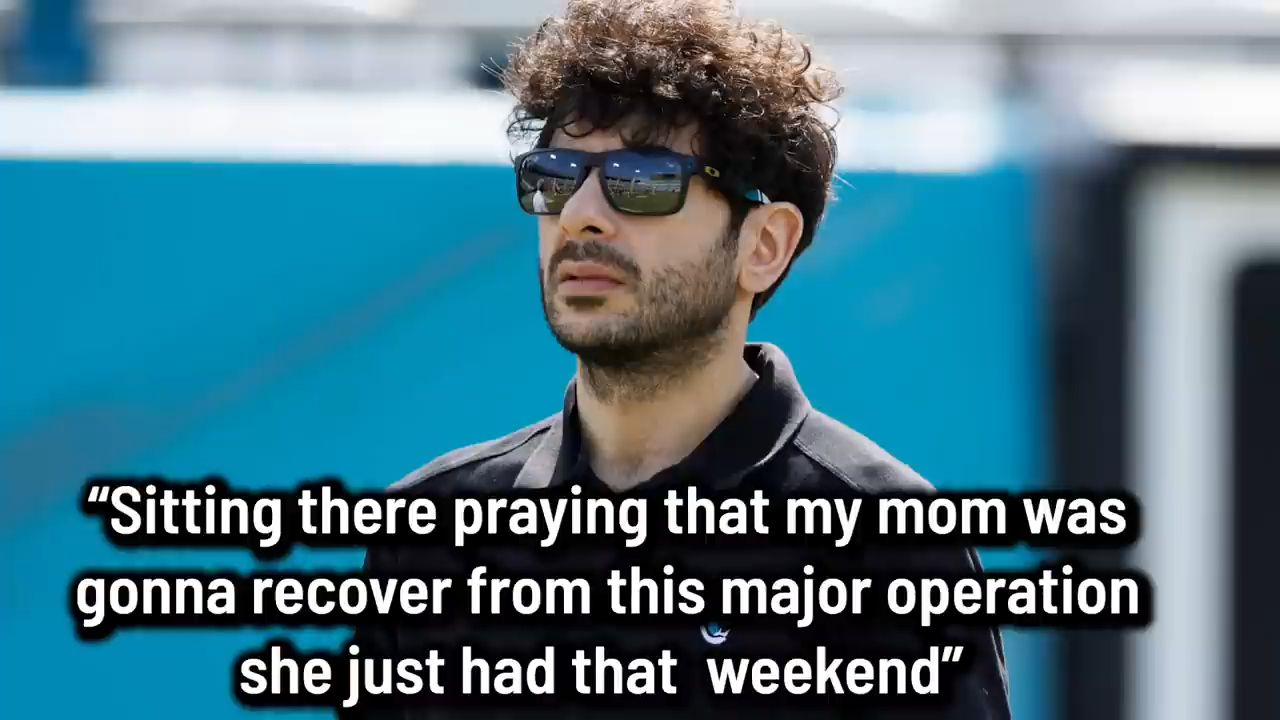 “Sitting there praying that my mom was
gonna recover from this major operation
she just had that weekend”